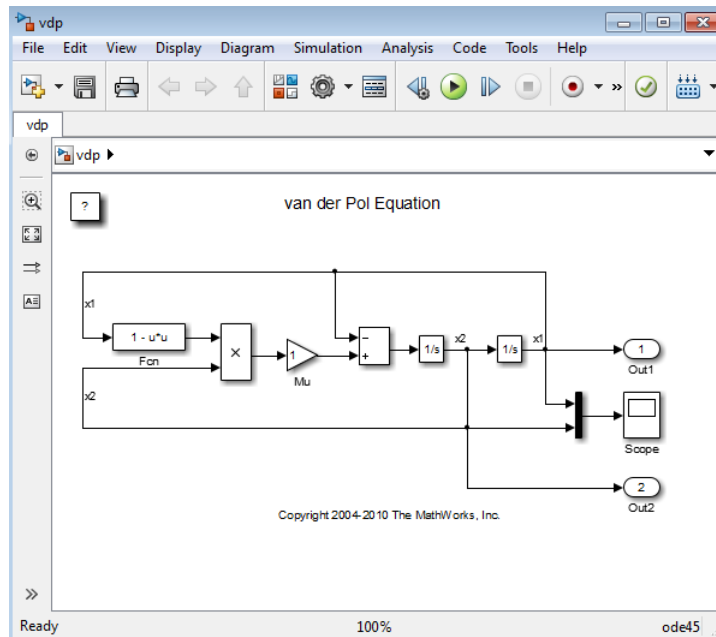 vdp
File Edit View Display Diagram Simulation Analysis Code Tools Help
»
vdp
vdp
?
van der Pol Equation
x1
1 - u*u
Fcn
×
1
Mu
−
+
1/s
x2
1/s
x1
1
Out1
x2
Scope
2
Out2
Copyright 2004-2010 The MathWorks, Inc.
A
»
Ready 100% ode45